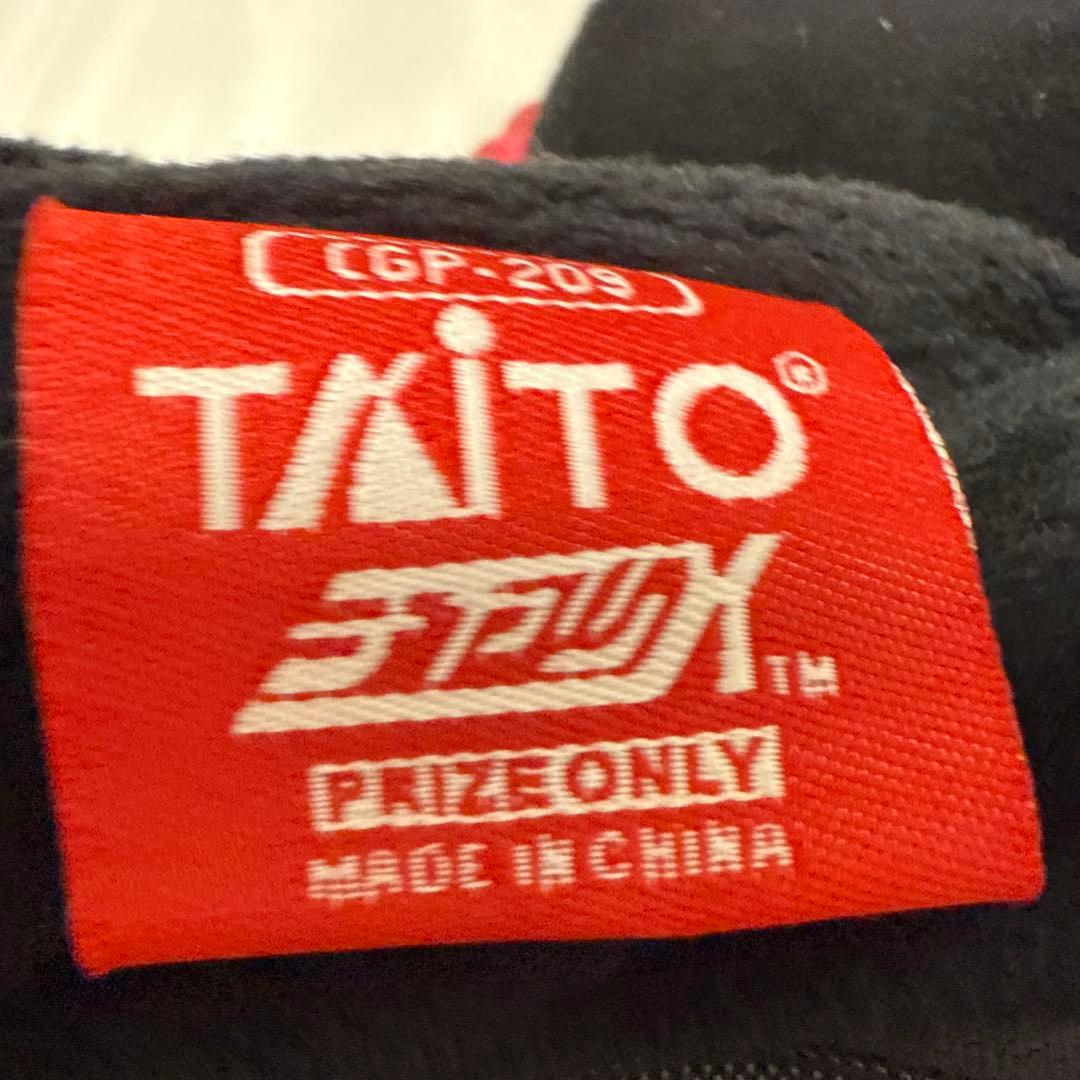 CGP-209
TAITO®
TM
PRIZE ONLY
MADE IN CHINA